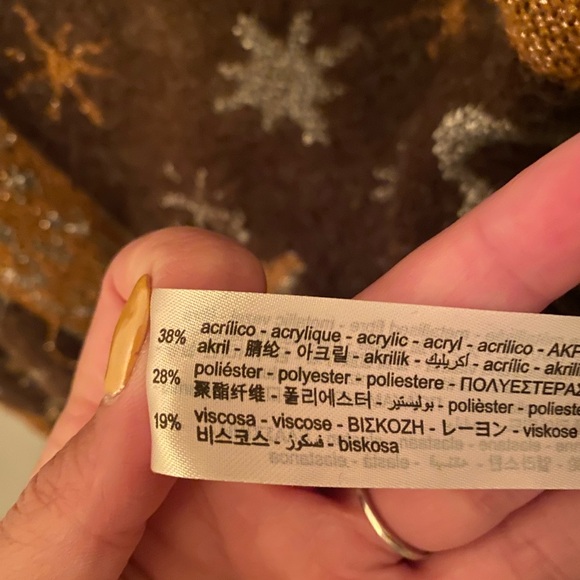 38% acrílico - acrylique - acrylic - acryl - acrilico - ΑΚΡ
akril - 腈纶 - 아크릴 - akrilik - أكريليك - acrílic - akrili
28% poliéster - polyester - poliestere - ΠΟΛΥΕΣΤΕΡΑΣ
聚酯纤维 - 폴리에스터 - بوليستير - polièster - polieste
19% viscosa - viscose - ΒΙΣΚΟΖΗ - レーヨン - viskose
비스코스 - فسكوز - biskosa